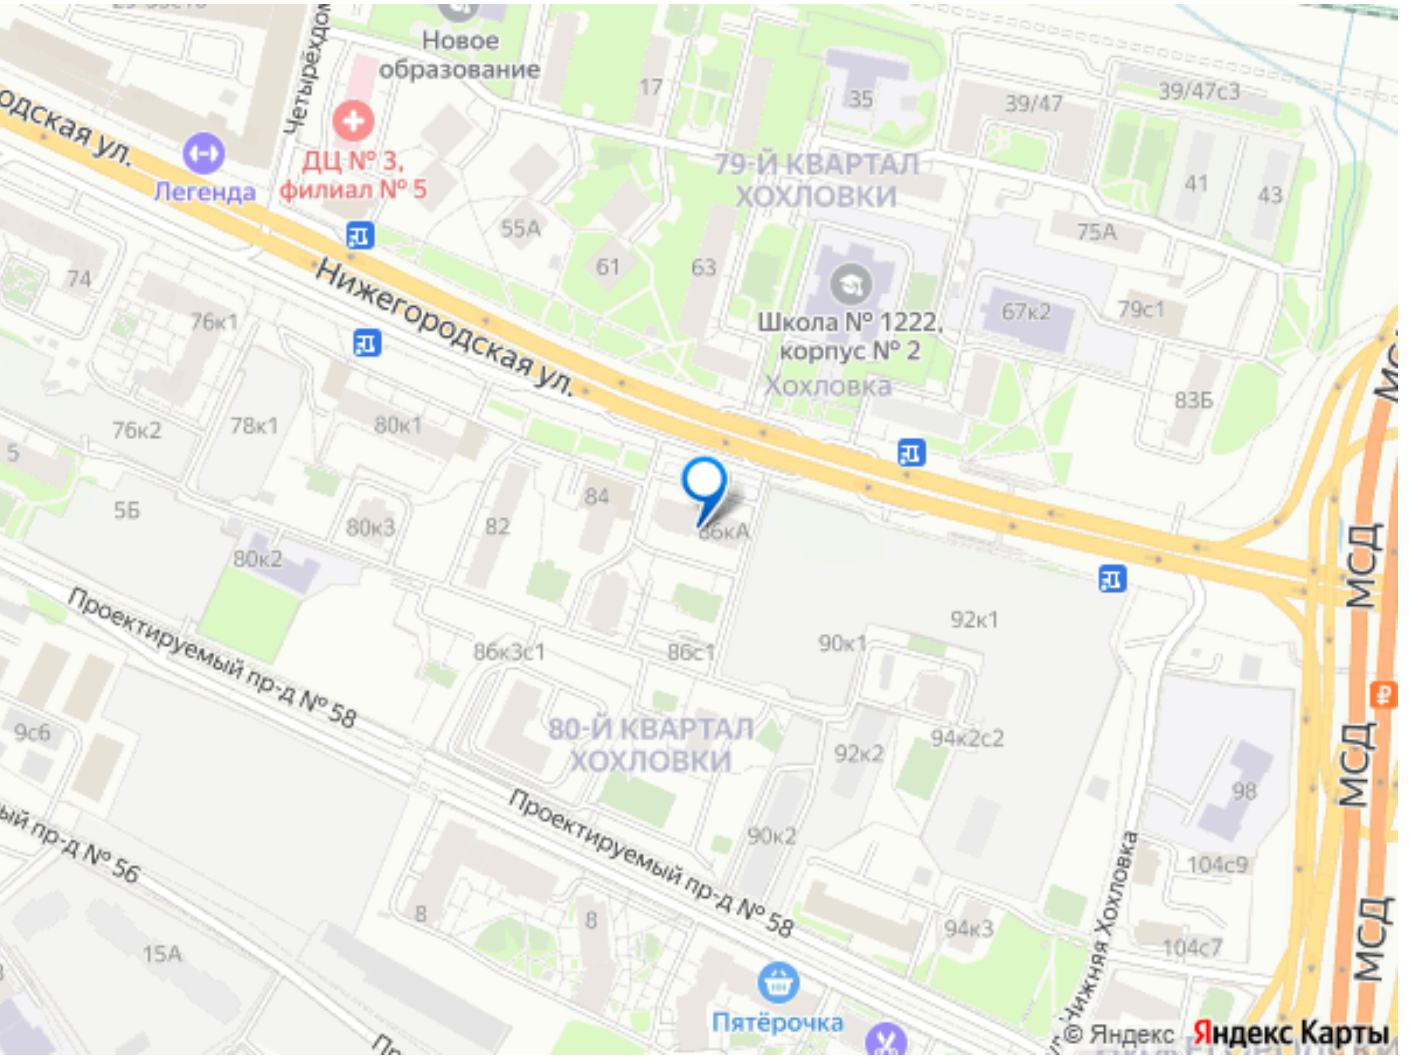 Четырёхдом
Новое
образование
17
35
39/47
39/47с3
одская ул.
Легенда
ДЦ № 3,
филиал № 5
79-Й КВАРТАЛ
ХОХЛОВКИ
41
43
55А
61
63
75А
74
76к1
Нижегородская ул.
Школа № 1222,
корпус № 2
Хохловка
67к2
79с1
83Б
МСД
76к2
78к1
80к1
5
5Б
80к3
80к2
82
84
86кА
МСД
Проектируемый пр-д № 58
86к3с1
86с1
90к1
92к1
9с6
80-Й КВАРТАЛ
ХОХЛОВКИ
92к2
94к2с2
98
МСД
ый пр-д № 56
Проектируемый пр-д № 58
90к2
104с9
8
8
94к3
104с7
15А
Нижняя Хохловка
МСД
Пятёрочка
© Яндекс
Яндекс Карты